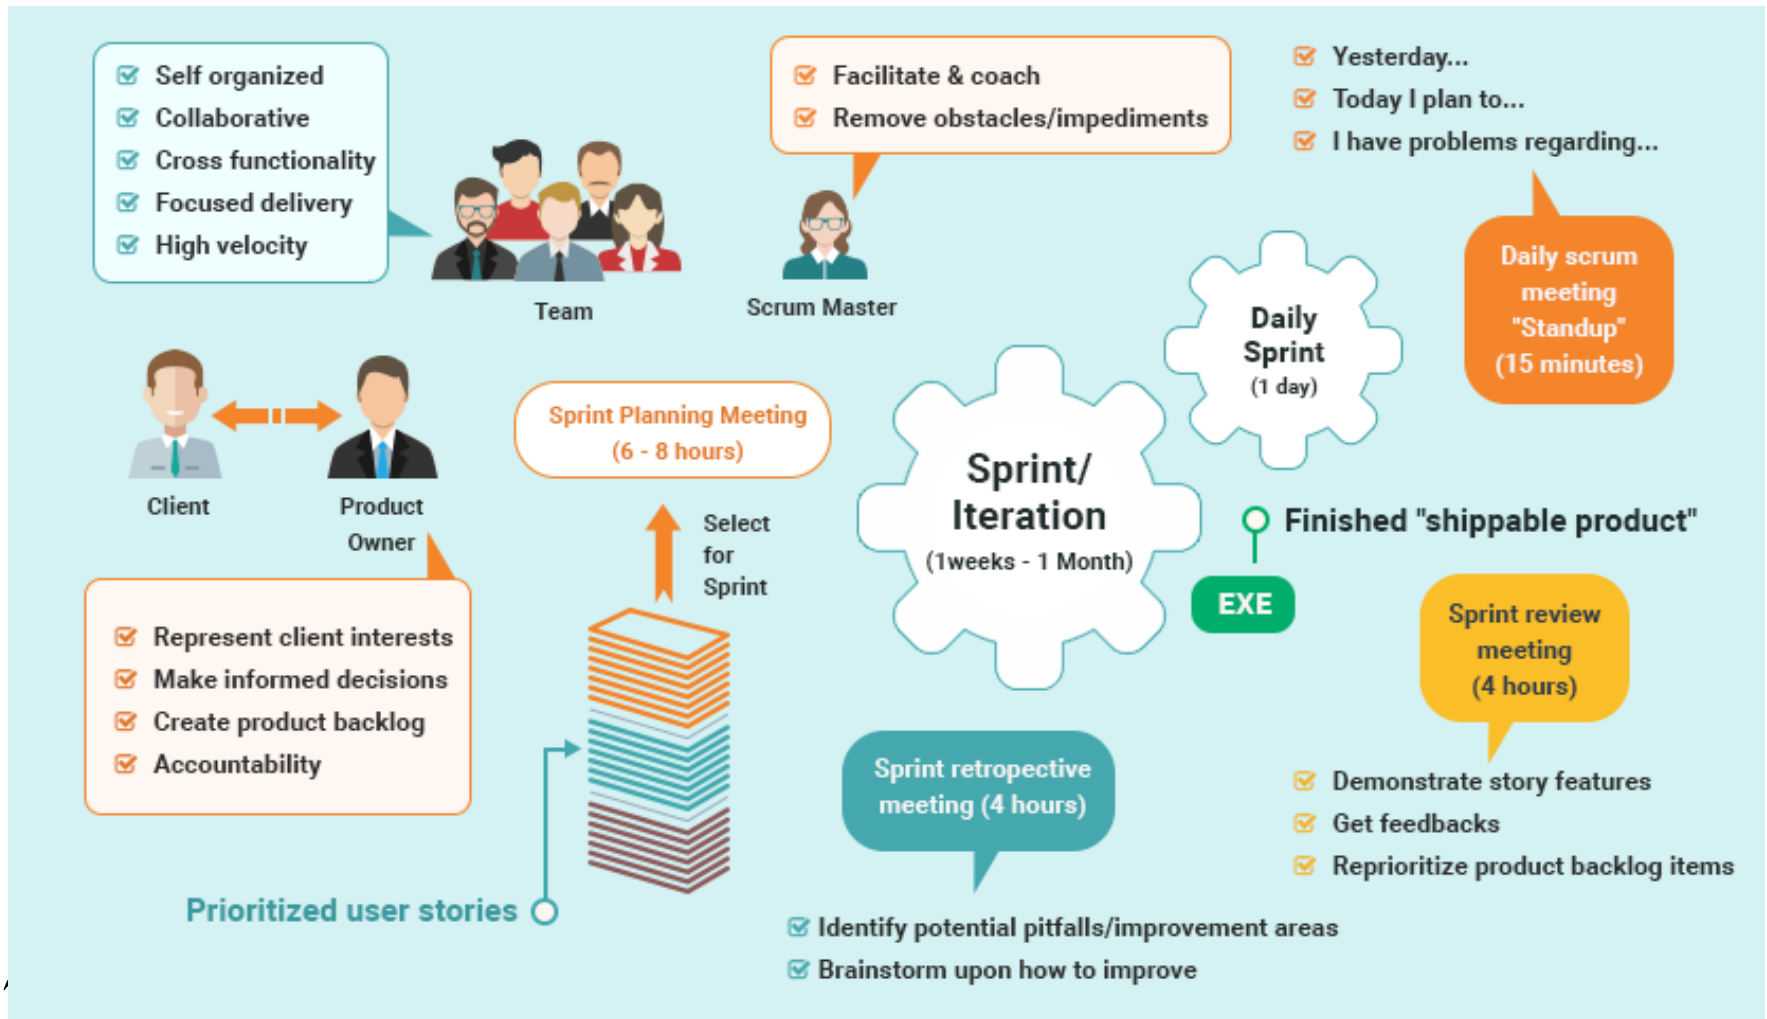 Self organized
Collaborative
Cross functionality
Focused delivery
High velocity
Team
Facilitate & coach
Remove obstacles/impediments
Scrum Master
Yesterday...
Today I plan to...
I have problems regarding...
Daily scrum
meeting
"Standup"
(15 minutes)
Daily
Sprint
(1 day)
Client
Product
Owner
Represent client interests
Make informed decisions
Create product backlog
Accountability
Sprint Planning Meeting
(6 - 8 hours)
Select
for
Sprint
Prioritized user stories
Sprint/
Iteration
(1weeks - 1 Month)
Finished "shippable product"
EXE
Sprint review
meeting
(4 hours)
Demonstrate story features
Get feedbacks
Reprioritize product backlog items
Sprint retropective
meeting (4 hours)
Identify potential pitfalls/improvement areas
Brainstorm upon how to improve